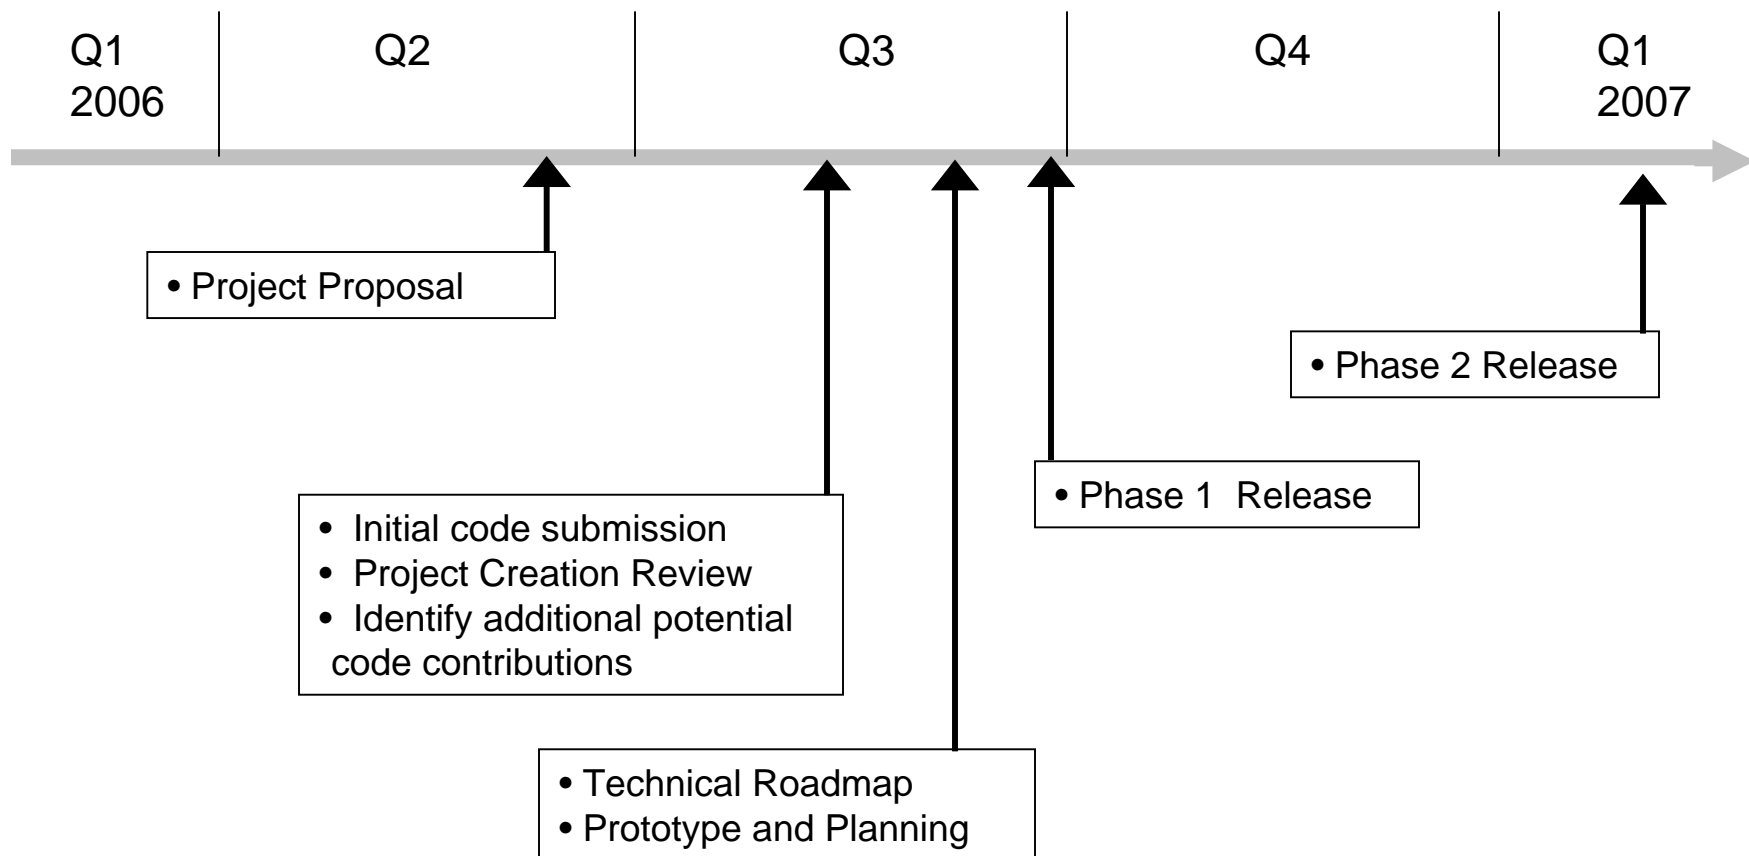 Q1
2006
Q2
Q3
Q4
Q1
2007
• Project Proposal
• Phase 2 Release
• Phase 1  Release
•  Initial code submission
•  Project Creation Review
•  Identify additional potential
code contributions
• Technical Roadmap
• Prototype and Planning